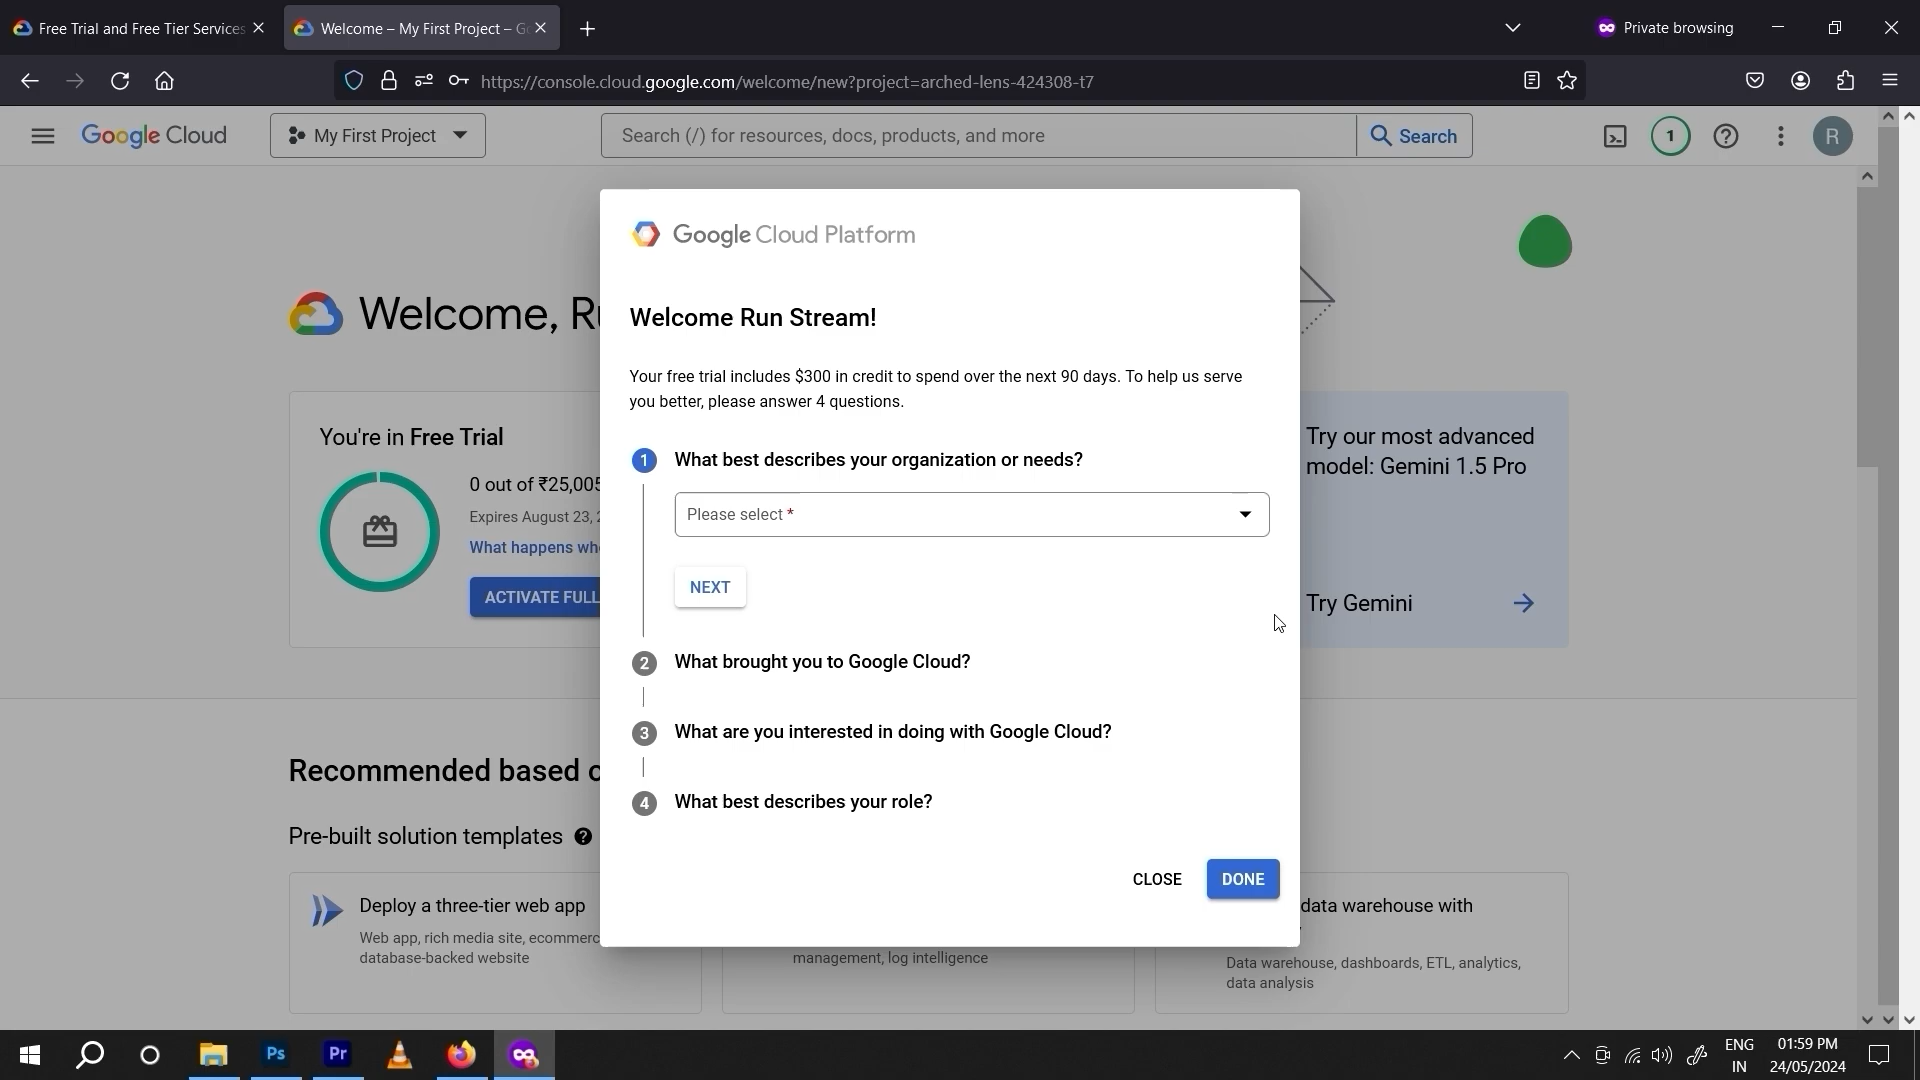 Free Trial and Free Tier Services
Welcome – My First Project – Go
Private browsing
https://console.cloud.google.com/welcome/new?project=arched-lens-424308-t7
Google Cloud
My First Project
Search (/) for resources, docs, products, and more
Search
1
R
Google Cloud Platform
Welcome, Ru
Welcome Run Stream!
Your free trial includes $300 in credit to spend over the next 90 days. To help us serve
you better, please answer 4 questions.
You're in Free Trial
0 out of ₹25,005
Expires August 23, 2
What happens whe
ACTIVATE FULL
Try our most advanced
model: Gemini 1.5 Pro
Try Gemini
1 What best describes your organization or needs?
Please select *
NEXT
2 What brought you to Google Cloud?
3 What are you interested in doing with Google Cloud?
4 What best describes your role?
CLOSE
DONE
Recommended based o
Pre-built solution templates
Deploy a three-tier web app
Web app, rich media site, ecommerc
database-backed website
management, log intelligence
data warehouse with
Data warehouse, dashboards, ETL, analytics,
data analysis
Ps
Pr
ENG
IN
01:59 PM
24/05/2024